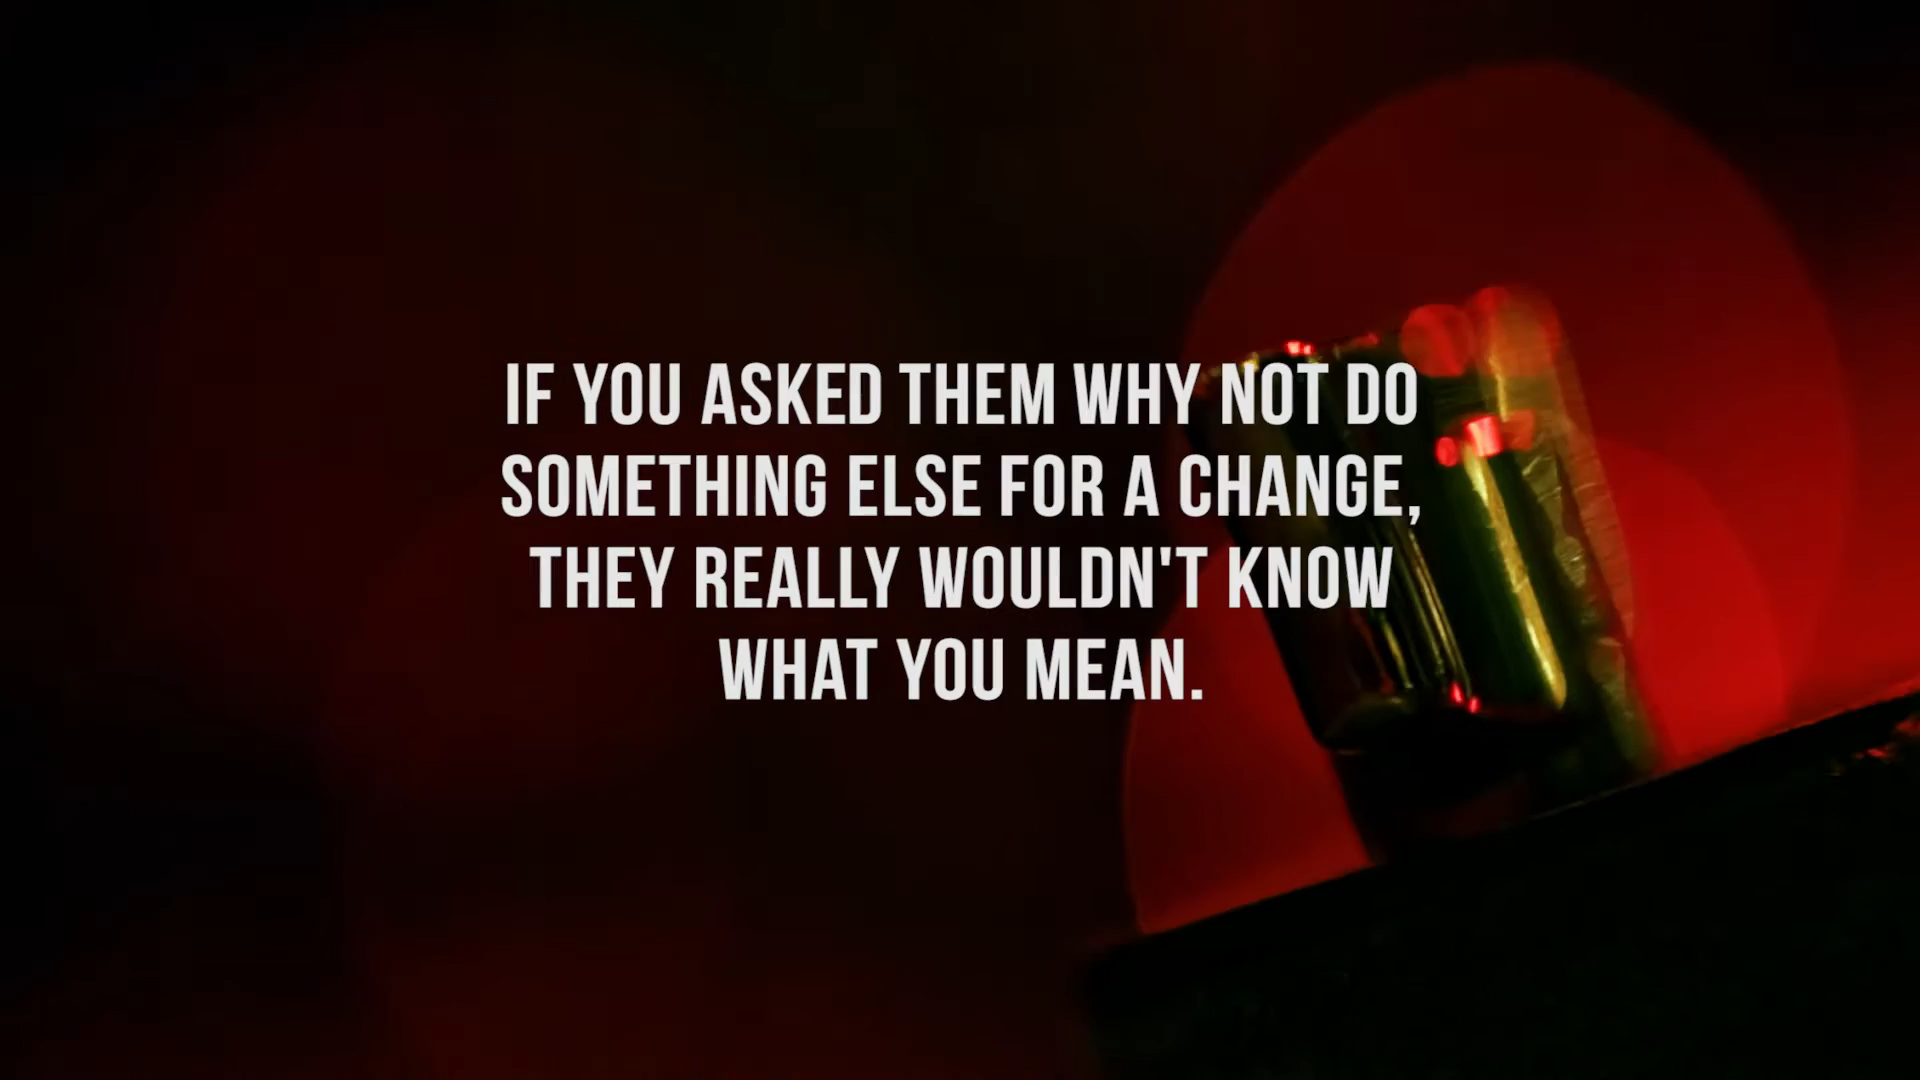 IF YOU ASKED THEM WHY NOT DO
SOMETHING ELSE FOR A CHANGE,
THEY REALLY WOULDN'T KNOW
WHAT YOU MEAN.